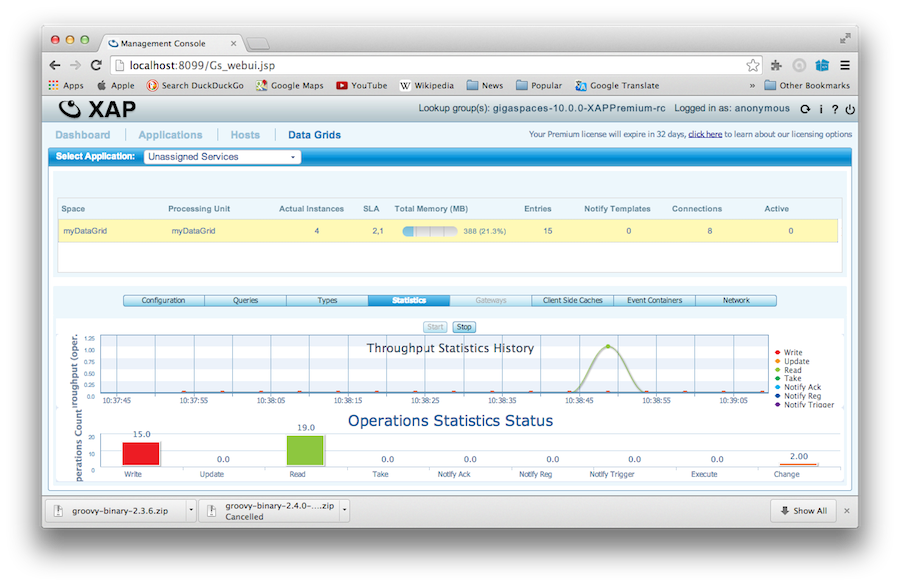 Management Console
localhost:8099/Gs_webui.jsp
Apps Apple Search DuckDuckGo Google Maps YouTube Wikipedia News Popular Google Translate » Other Bookmarks
XAP Lookup group(s): gigaspaces-10.0.0-XAPPremium-rc Logged in as: anonymous
Dashboard Applications Hosts Data Grids Your Premium license will expire in 32 days, click here to learn about our licensing options
Select Application: Unassigned Services
Space Processing Unit Actual Instances SLA Total Memory (MB) Entries Notify Templates Connections Active
myDataGrid myDataGrid 4 2,1 388 (21.3%) 15 0 8 0
Configuration Queries Types Statistics Gateways Client Side Caches Event Containers Network
Start Stop
Throughput Statistics History
roughput (oper.
1.25
1.00
0.75
0.50
0.25
0.0
10:37:45 10:37:55 10:38:05 10:38:15 10:38:25 10:38:35 10:38:45 10:38:55 10:39:05
Write
Update
Read
Take
Notify Ack
Notify Reg
Notify Trigger
Operations Statistics Status
perations Count
20
10
0
15.0 0.0 19.0 0.0 0.0 0.0 0.0 0.0 2.00
Write Update Read Take Notify Ack Notify Reg Notify Trigger Execute Change
groovy-binary-2.3.6.zip
groovy-binary-2.4.0-....zip
Cancelled
Show All